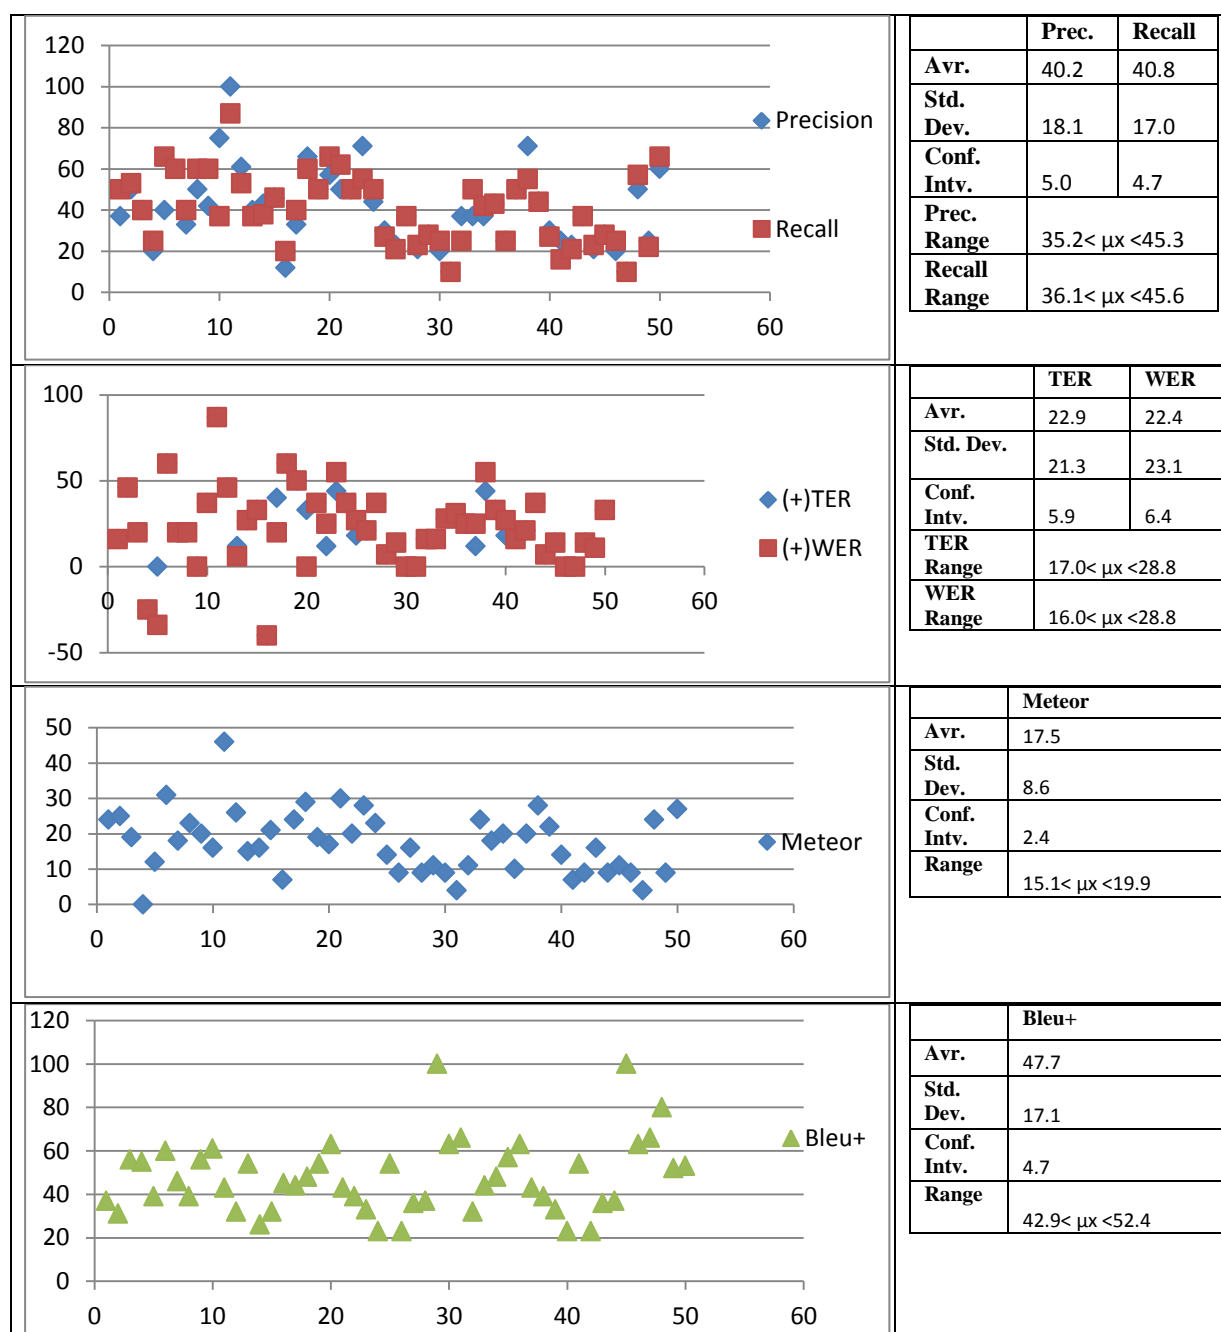 120
100
80
60
40
20
0
0 10 20 30 40 50 60
Precision
Recall
Prec. Recall
Avr. 40.2 40.8
Std.
Dev. 18.1 17.0
Conf.
Intv. 5.0 4.7
Prec.
Range 35.2< µx <45.3
Recall
Range 36.1< µx <45.6
100
50
0
-50
0 10 20 30 40 50 60
(+)TER
(+)WER
TER WER
Avr. 22.9 22.4
Std. Dev.
21.3 23.1
Conf.
Intv. 5.9 6.4
TER
Range 17.0< µx <28.8
WER
Range 16.0< µx <28.8
50
40
30
20
10
0
0 10 20 30 40 50 60
Meteor
Meteor
Avr. 17.5
Std.
Dev. 8.6
Conf.
Intv. 2.4
Range
15.1< µx <19.9
120
100
80
60
40
20
0
0 10 20 30 40 50 60
Bleu+
Bleu+
Avr. 47.7
Std.
Dev. 17.1
Conf.
Intv. 4.7
Range
42.9< µx <52.4